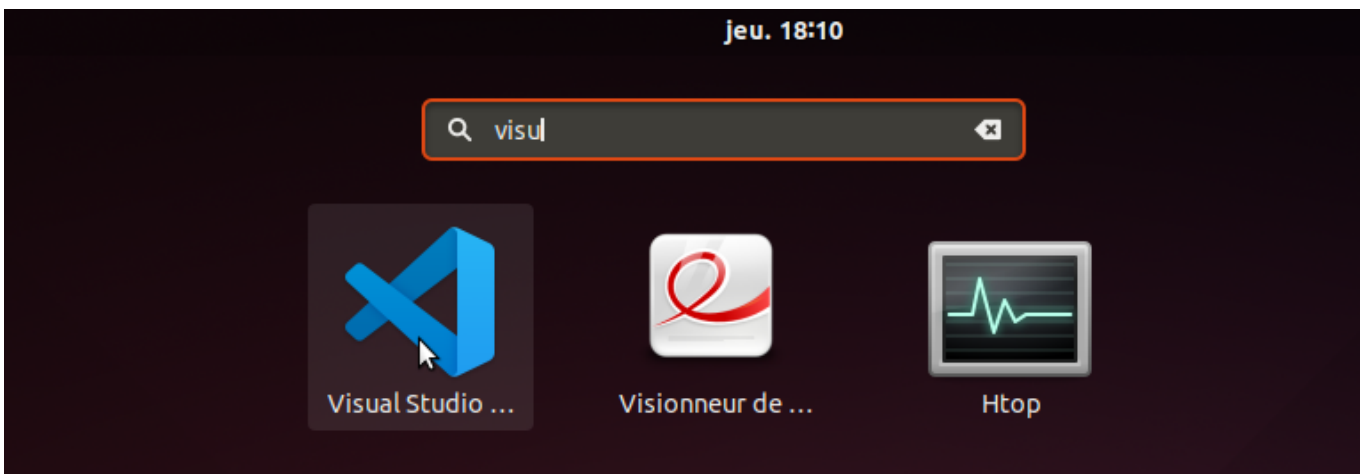 jeu. 18:10
visu
Visual Studio ...
Visionneur de ...
Htop